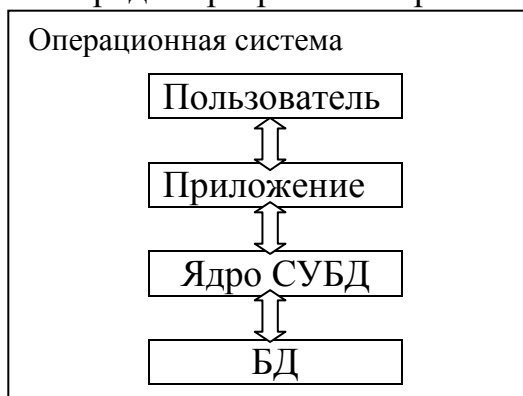 Операционная система
Пользователь
Приложение
Ядро СУБД
БД